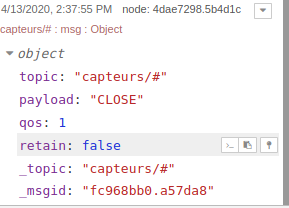 4/13/2020, 2:37:55 PM node: 4dae7298.5b4d1c
capteurs/# : msg : Object
object
topic: "capteurs/#"
payload: "CLOSE"
qos: 1
retain: false
_topic: "capteurs/#"
_msgid: "fc968bb0.a57da8"